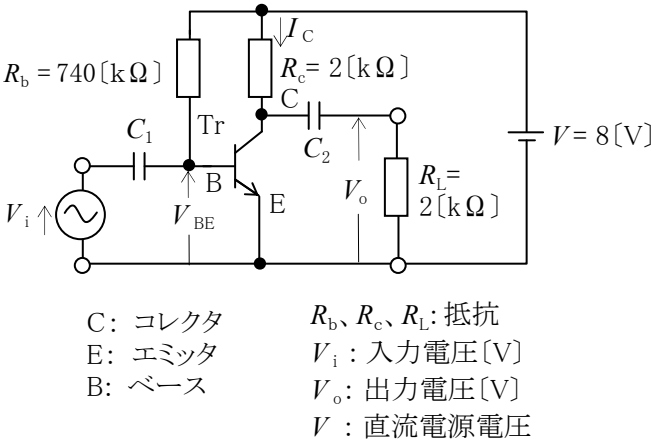 I_C
R_b = 740〔kΩ〕
R_c = 2〔kΩ〕
C
C_1
Tr
C_2
V = 8〔V〕
B
E
V_i
V_BE
V_o
R_L = 2〔kΩ〕
C: コレクタ
E: エミッタ
B: ベース
R_b、R_c、R_L: 抵抗
V_i : 入力電圧〔V〕
V_o: 出力電圧〔V〕
V : 直流電源電圧